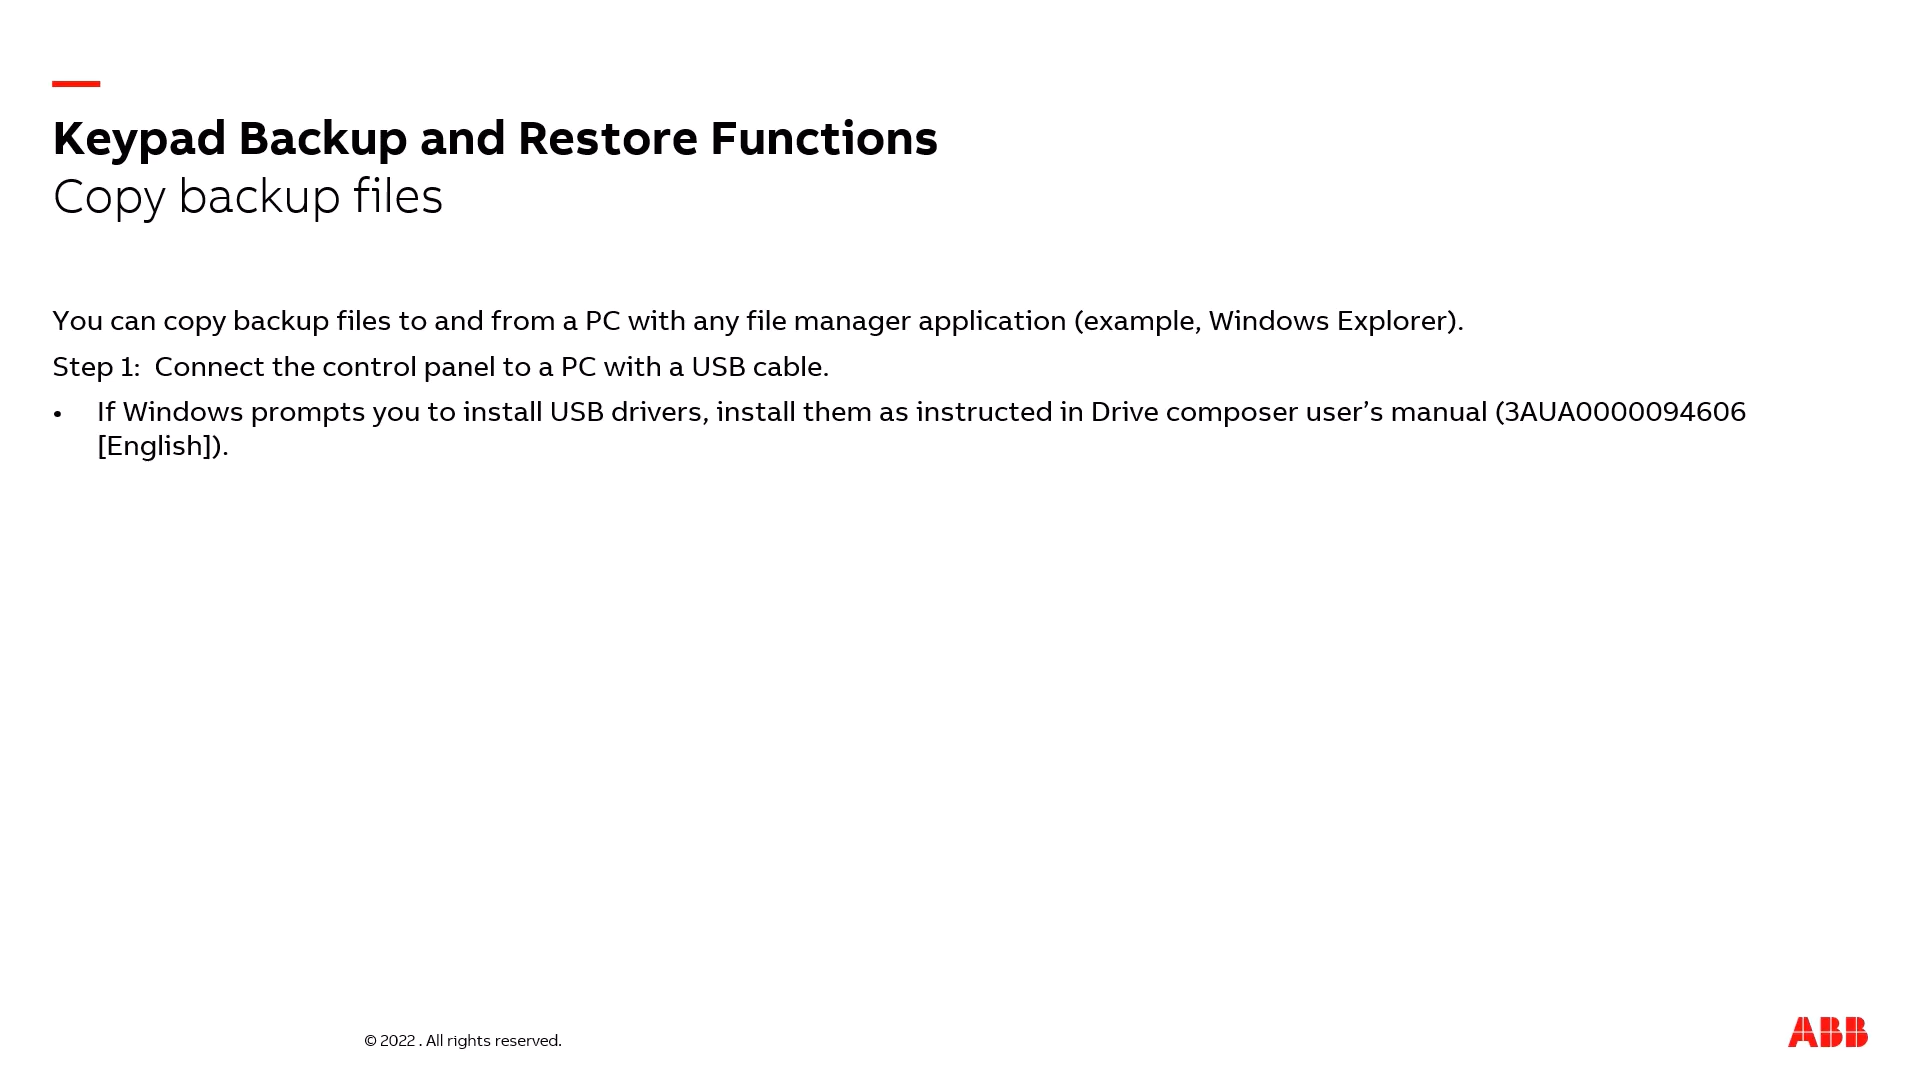 Keypad Backup and Restore Functions
Copy backup files
You can copy backup files to and from a PC with any file manager application (example, Windows Explorer).
Step 1:  Connect the control panel to a PC with a USB cable.
• If Windows prompts you to install USB drivers, install them as instructed in Drive composer user’s manual (3AUA0000094606
[English]).
© 2022 . All rights reserved.
ABB